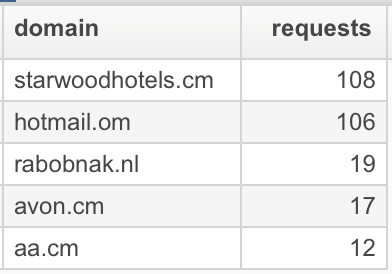 domain requests
starwoodhotels.cm 108
hotmail.om 106
rabobnak.nl 19
avon.cm 17
aa.cm 12